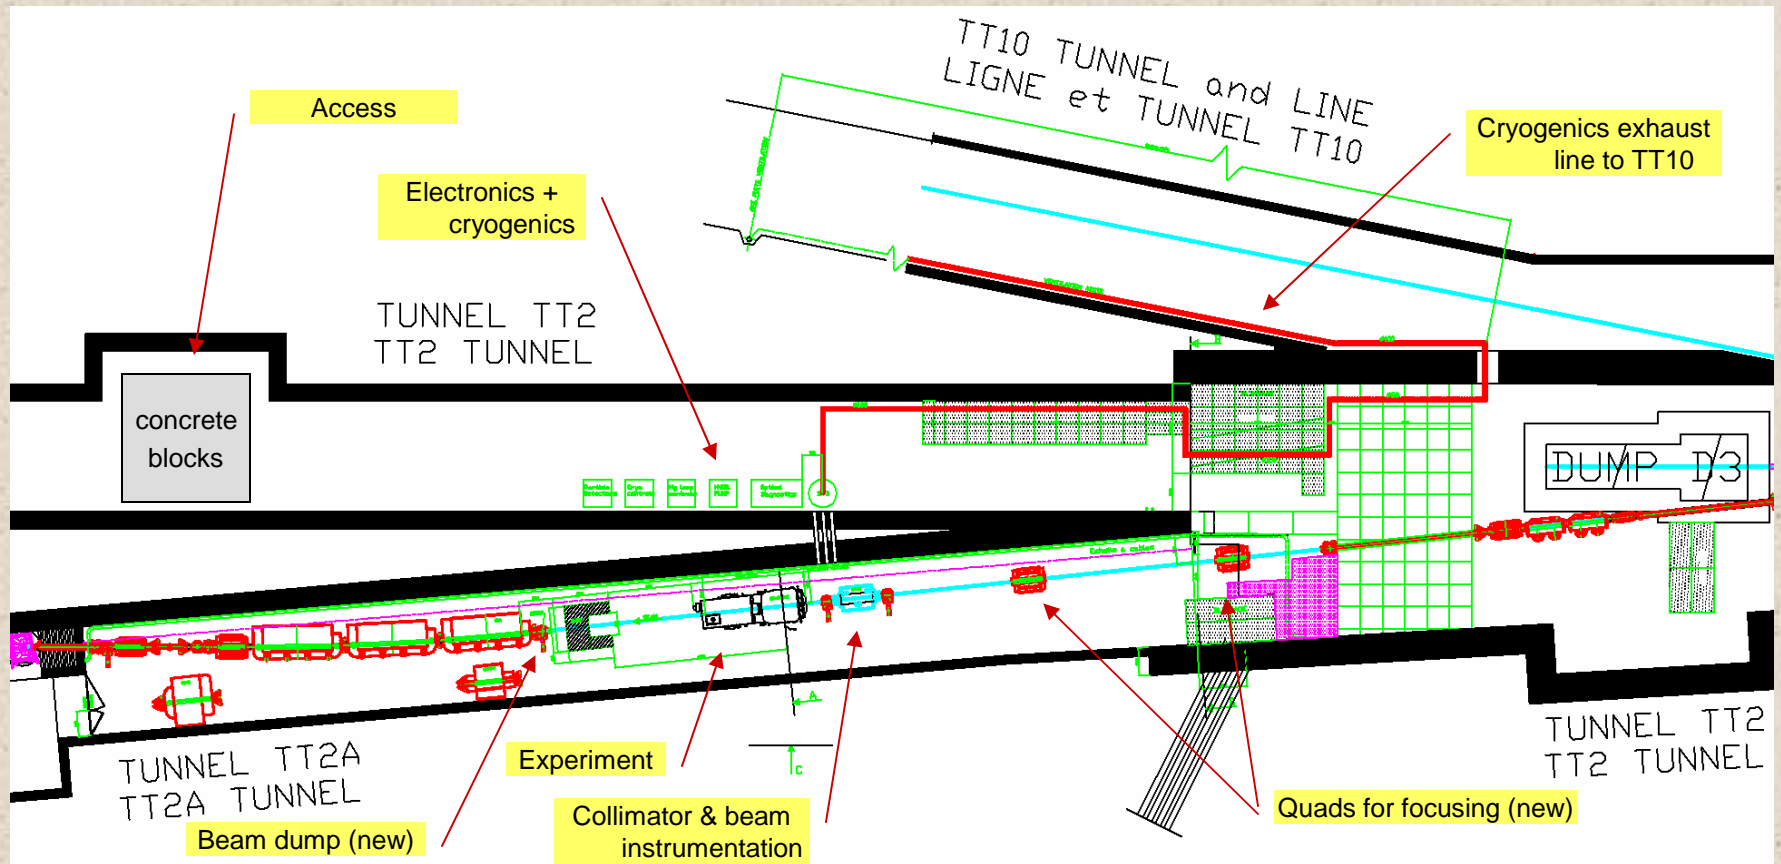 TT10 TUNNEL and LINE
LIGNE et TUNNEL TT10
Access
Cryogenics exhaust
line to TT10
Electronics +
cryogenics
TUNNEL TT2
TT2 TUNNEL
concrete
blocks
DUMP D3
Echelle a cables
A
C
TUNNEL TT2A
TT2A TUNNEL
Experiment
Collimator & beam
instrumentation
Beam dump (new)
Quads for focusing (new)
TUNNEL TT2
TT2 TUNNEL